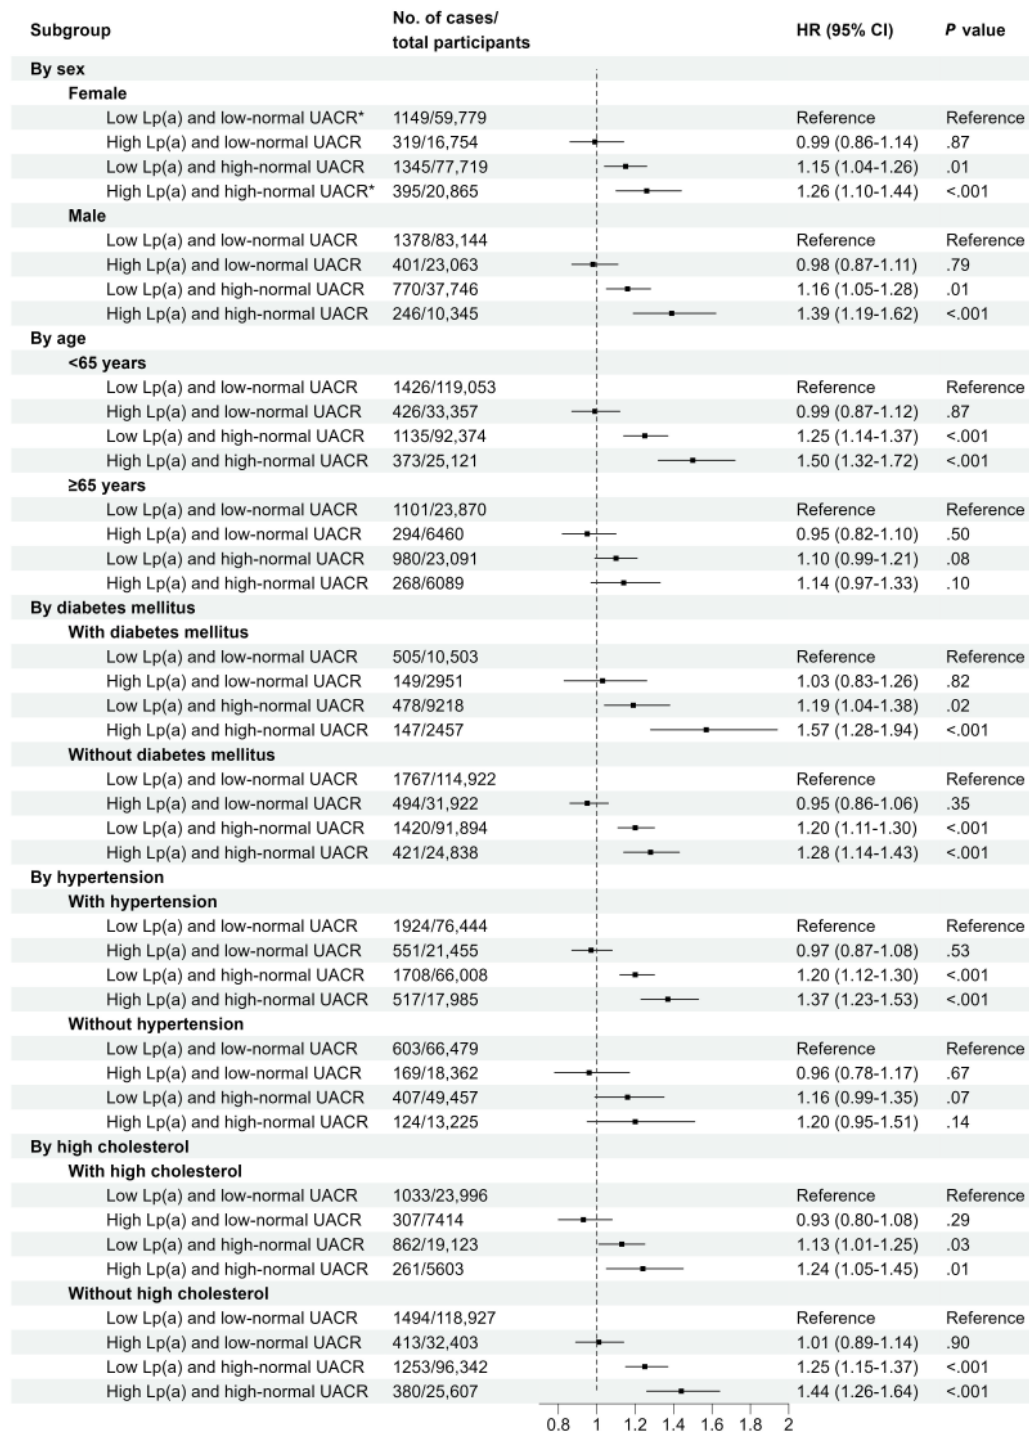 Subgroup No. of cases/ total participants HR (95% CI) P value
By sex
Female
Low Lp(a) and low-normal UACR* 1149/59,779 Reference Reference
High Lp(a) and low-normal UACR 319/16,754 0.99 (0.86-1.14) .87
Low Lp(a) and high-normal UACR 1345/77,719 1.15 (1.04-1.26) .01
High Lp(a) and high-normal UACR* 395/20,865 1.26 (1.10-1.44) <.001
Male
Low Lp(a) and low-normal UACR 1378/83,144 Reference Reference
High Lp(a) and low-normal UACR 401/23,063 0.98 (0.87-1.11) .79
Low Lp(a) and high-normal UACR 770/37,746 1.16 (1.05-1.28) .01
High Lp(a) and high-normal UACR 246/10,345 1.39 (1.19-1.62) <.001
By age
<65 years
Low Lp(a) and low-normal UACR 1426/119,053 Reference Reference
High Lp(a) and low-normal UACR 426/33,357 0.99 (0.87-1.12) .87
Low Lp(a) and high-normal UACR 1135/92,374 1.25 (1.14-1.37) <.001
High Lp(a) and high-normal UACR 373/25,121 1.50 (1.32-1.72) <.001
≥65 years
Low Lp(a) and low-normal UACR 1101/23,870 Reference Reference
High Lp(a) and low-normal UACR 294/6460 0.95 (0.82-1.10) .50
Low Lp(a) and high-normal UACR 980/23,091 1.10 (0.99-1.21) .08
High Lp(a) and high-normal UACR 268/6089 1.14 (0.97-1.33) .10
By diabetes mellitus
With diabetes mellitus
Low Lp(a) and low-normal UACR 505/10,503 Reference Reference
High Lp(a) and low-normal UACR 149/2951 1.03 (0.83-1.26) .82
Low Lp(a) and high-normal UACR 478/9218 1.19 (1.04-1.38) .02
High Lp(a) and high-normal UACR 147/2457 1.57 (1.28-1.94) <.001
Without diabetes mellitus
Low Lp(a) and low-normal UACR 1767/114,922 Reference Reference
High Lp(a) and low-normal UACR 494/31,922 0.95 (0.86-1.06) .35
Low Lp(a) and high-normal UACR 1420/91,894 1.20 (1.11-1.30) <.001
High Lp(a) and high-normal UACR 421/24,838 1.28 (1.14-1.43) <.001
By hypertension
With hypertension
Low Lp(a) and low-normal UACR 1924/76,444 Reference Reference
High Lp(a) and low-normal UACR 551/21,455 0.97 (0.87-1.08) .53
Low Lp(a) and high-normal UACR 1708/66,008 1.20 (1.12-1.30) <.001
High Lp(a) and high-normal UACR 517/17,985 1.37 (1.23-1.53) <.001
Without hypertension
Low Lp(a) and low-normal UACR 603/66,479 Reference Reference
High Lp(a) and low-normal UACR 169/18,362 0.96 (0.78-1.17) .67
Low Lp(a) and high-normal UACR 407/49,457 1.16 (0.99-1.35) .07
High Lp(a) and high-normal UACR 124/13,225 1.20 (0.95-1.51) .14
By high cholesterol
With high cholesterol
Low Lp(a) and low-normal UACR 1033/23,996 Reference Reference
High Lp(a) and low-normal UACR 307/7414 0.93 (0.80-1.08) .29
Low Lp(a) and high-normal UACR 862/19,123 1.13 (1.01-1.25) .03
High Lp(a) and high-normal UACR 261/5603 1.24 (1.05-1.45) .01
Without high cholesterol
Low Lp(a) and low-normal UACR 1494/118,927 Reference Reference
High Lp(a) and low-normal UACR 413/32,403 1.01 (0.89-1.14) .90
Low Lp(a) and high-normal UACR 1253/96,342 1.25 (1.15-1.37) <.001
High Lp(a) and high-normal UACR 380/25,607 1.44 (1.26-1.64) <.001
0.8 1 1.2 1.4 1.6 1.8 2